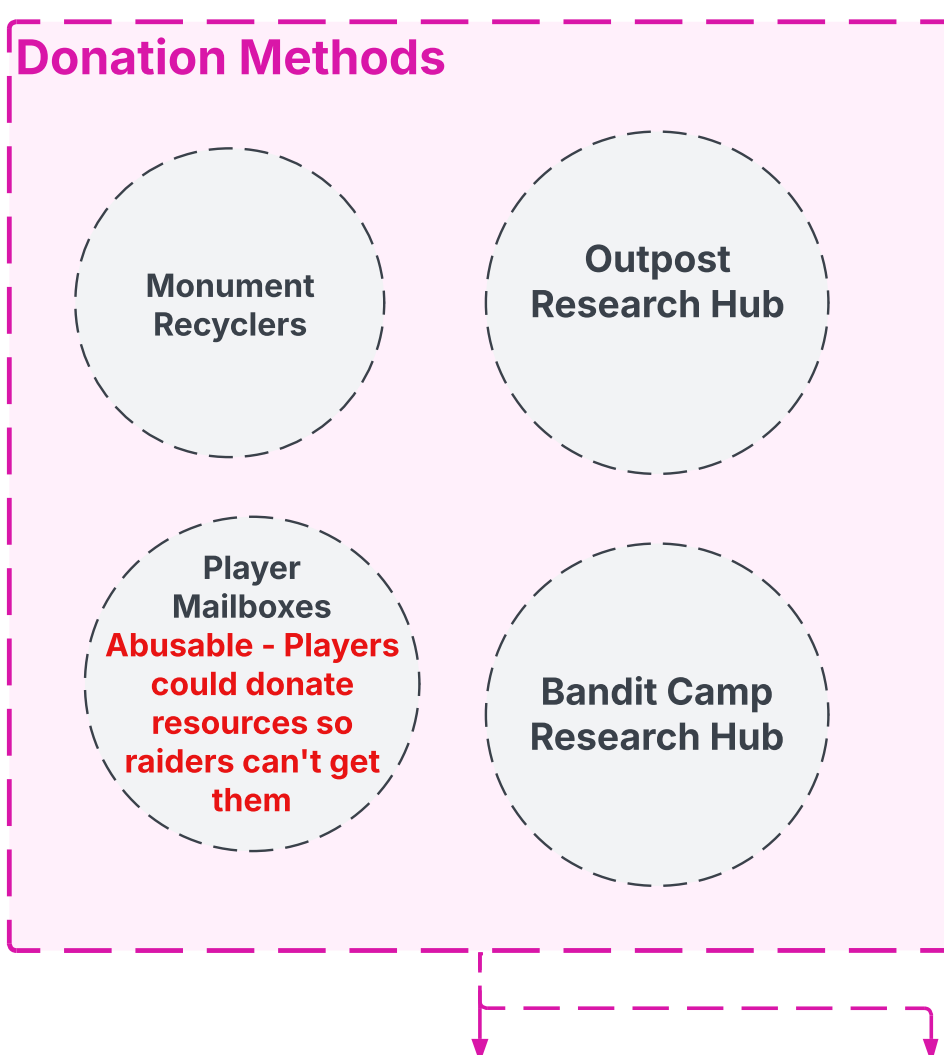 Donation Methods
Monument
Recyclers
Outpost
Research Hub
Player
Mailboxes
Abusable - Players
could donate
resources so
raiders can't get
them
Bandit Camp
Research Hub